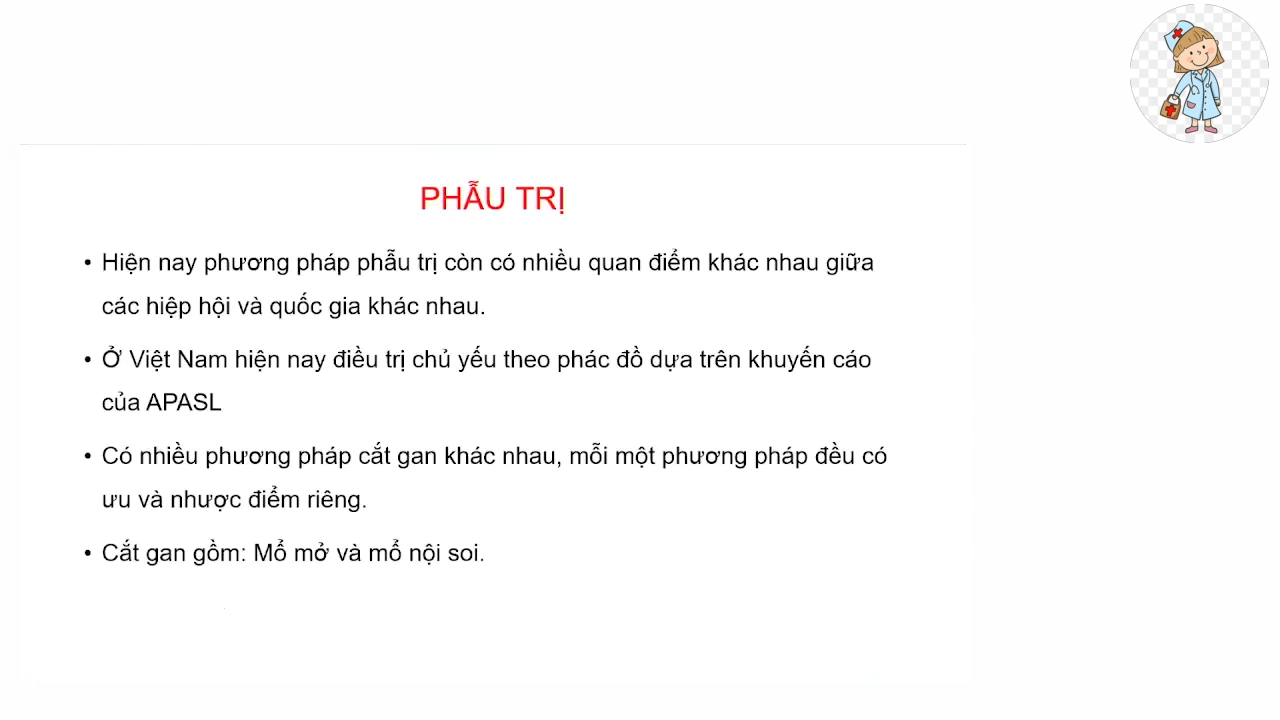 PHẪU TRỊ
• Hiện nay phương pháp phẫu trị còn có nhiều quan điểm khác nhau giữa
các hiệp hội và quốc gia khác nhau.
• Ở Việt Nam hiện nay điều trị chủ yếu theo phác đồ dựa trên khuyến cáo
của APASL
• Có nhiều phương pháp cắt gan khác nhau, mỗi một phương pháp đều có
ưu và nhược điểm riêng.
• Cắt gan gồm: Mổ mở và mổ nội soi.